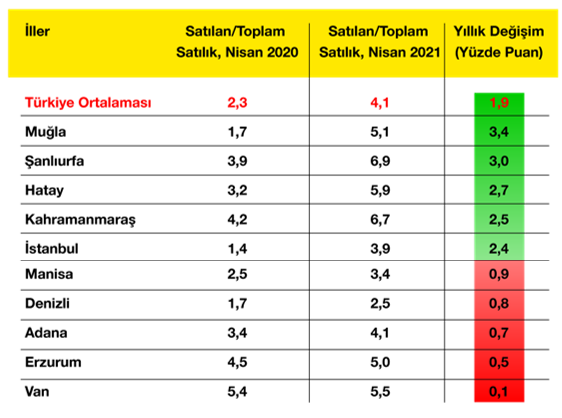 İller Satılan/Toplam Satılan/Toplam Yıllık Değişim
Satılık, Nisan 2020 Satılık, Nisan 2021 (Yüzde Puan)
Türkiye Ortalaması 2,3 4,1 1,9
Muğla 1,7 5,1 3,4
Şanlıurfa 3,9 6,9 3,0
Hatay 3,2 5,9 2,7
Kahramanmaraş 4,2 6,7 2,5
İstanbul 1,4 3,9 2,4
Manisa 2,5 3,4 0,9
Denizli 1,7 2,5 0,8
Adana 3,4 4,1 0,7
Erzurum 4,5 5,0 0,5
Van 5,4 5,5 0,1